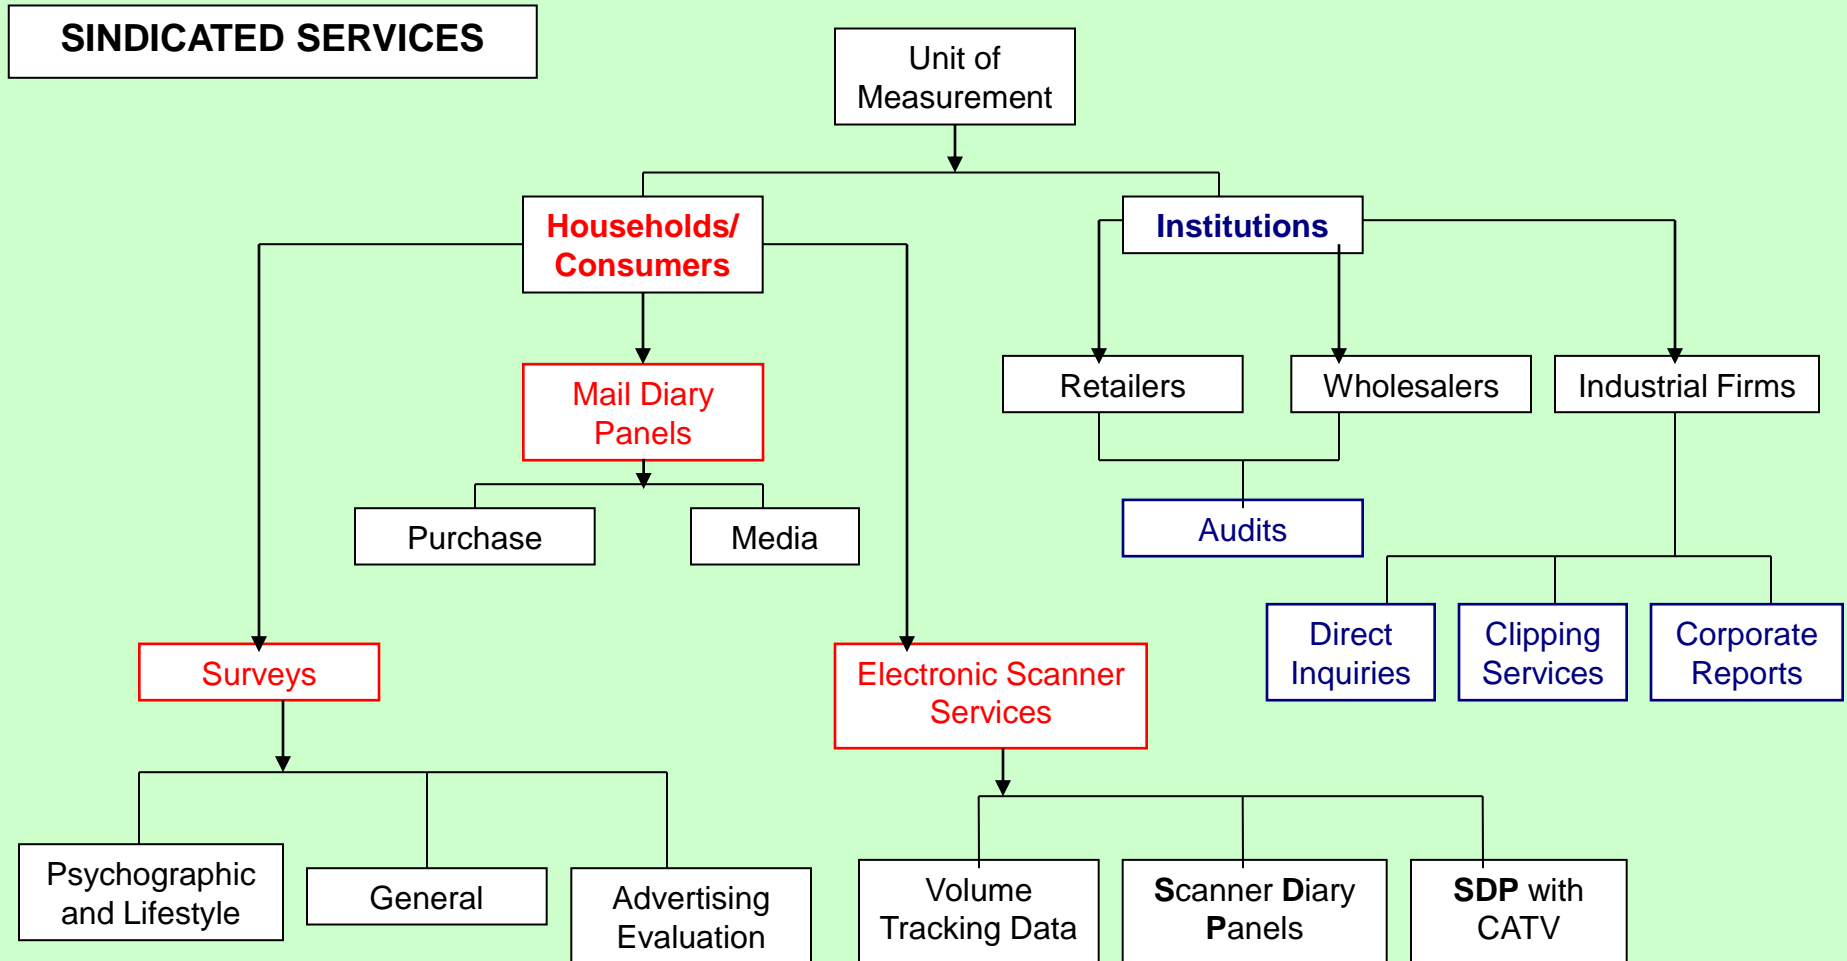 SINDICATED SERVICES
Unit of
Measurement
Households/
Consumers
Institutions
Mail Diary
Panels
Retailers
Wholesalers
Industrial Firms
Purchase
Media
Audits
Surveys
Electronic Scanner
Services
Direct
Inquiries
Clipping
Services
Corporate
Reports
Psychographic
and Lifestyle
General
Advertising
Evaluation
Volume
Tracking Data
Scanner Diary
Panels
SDP with
CATV